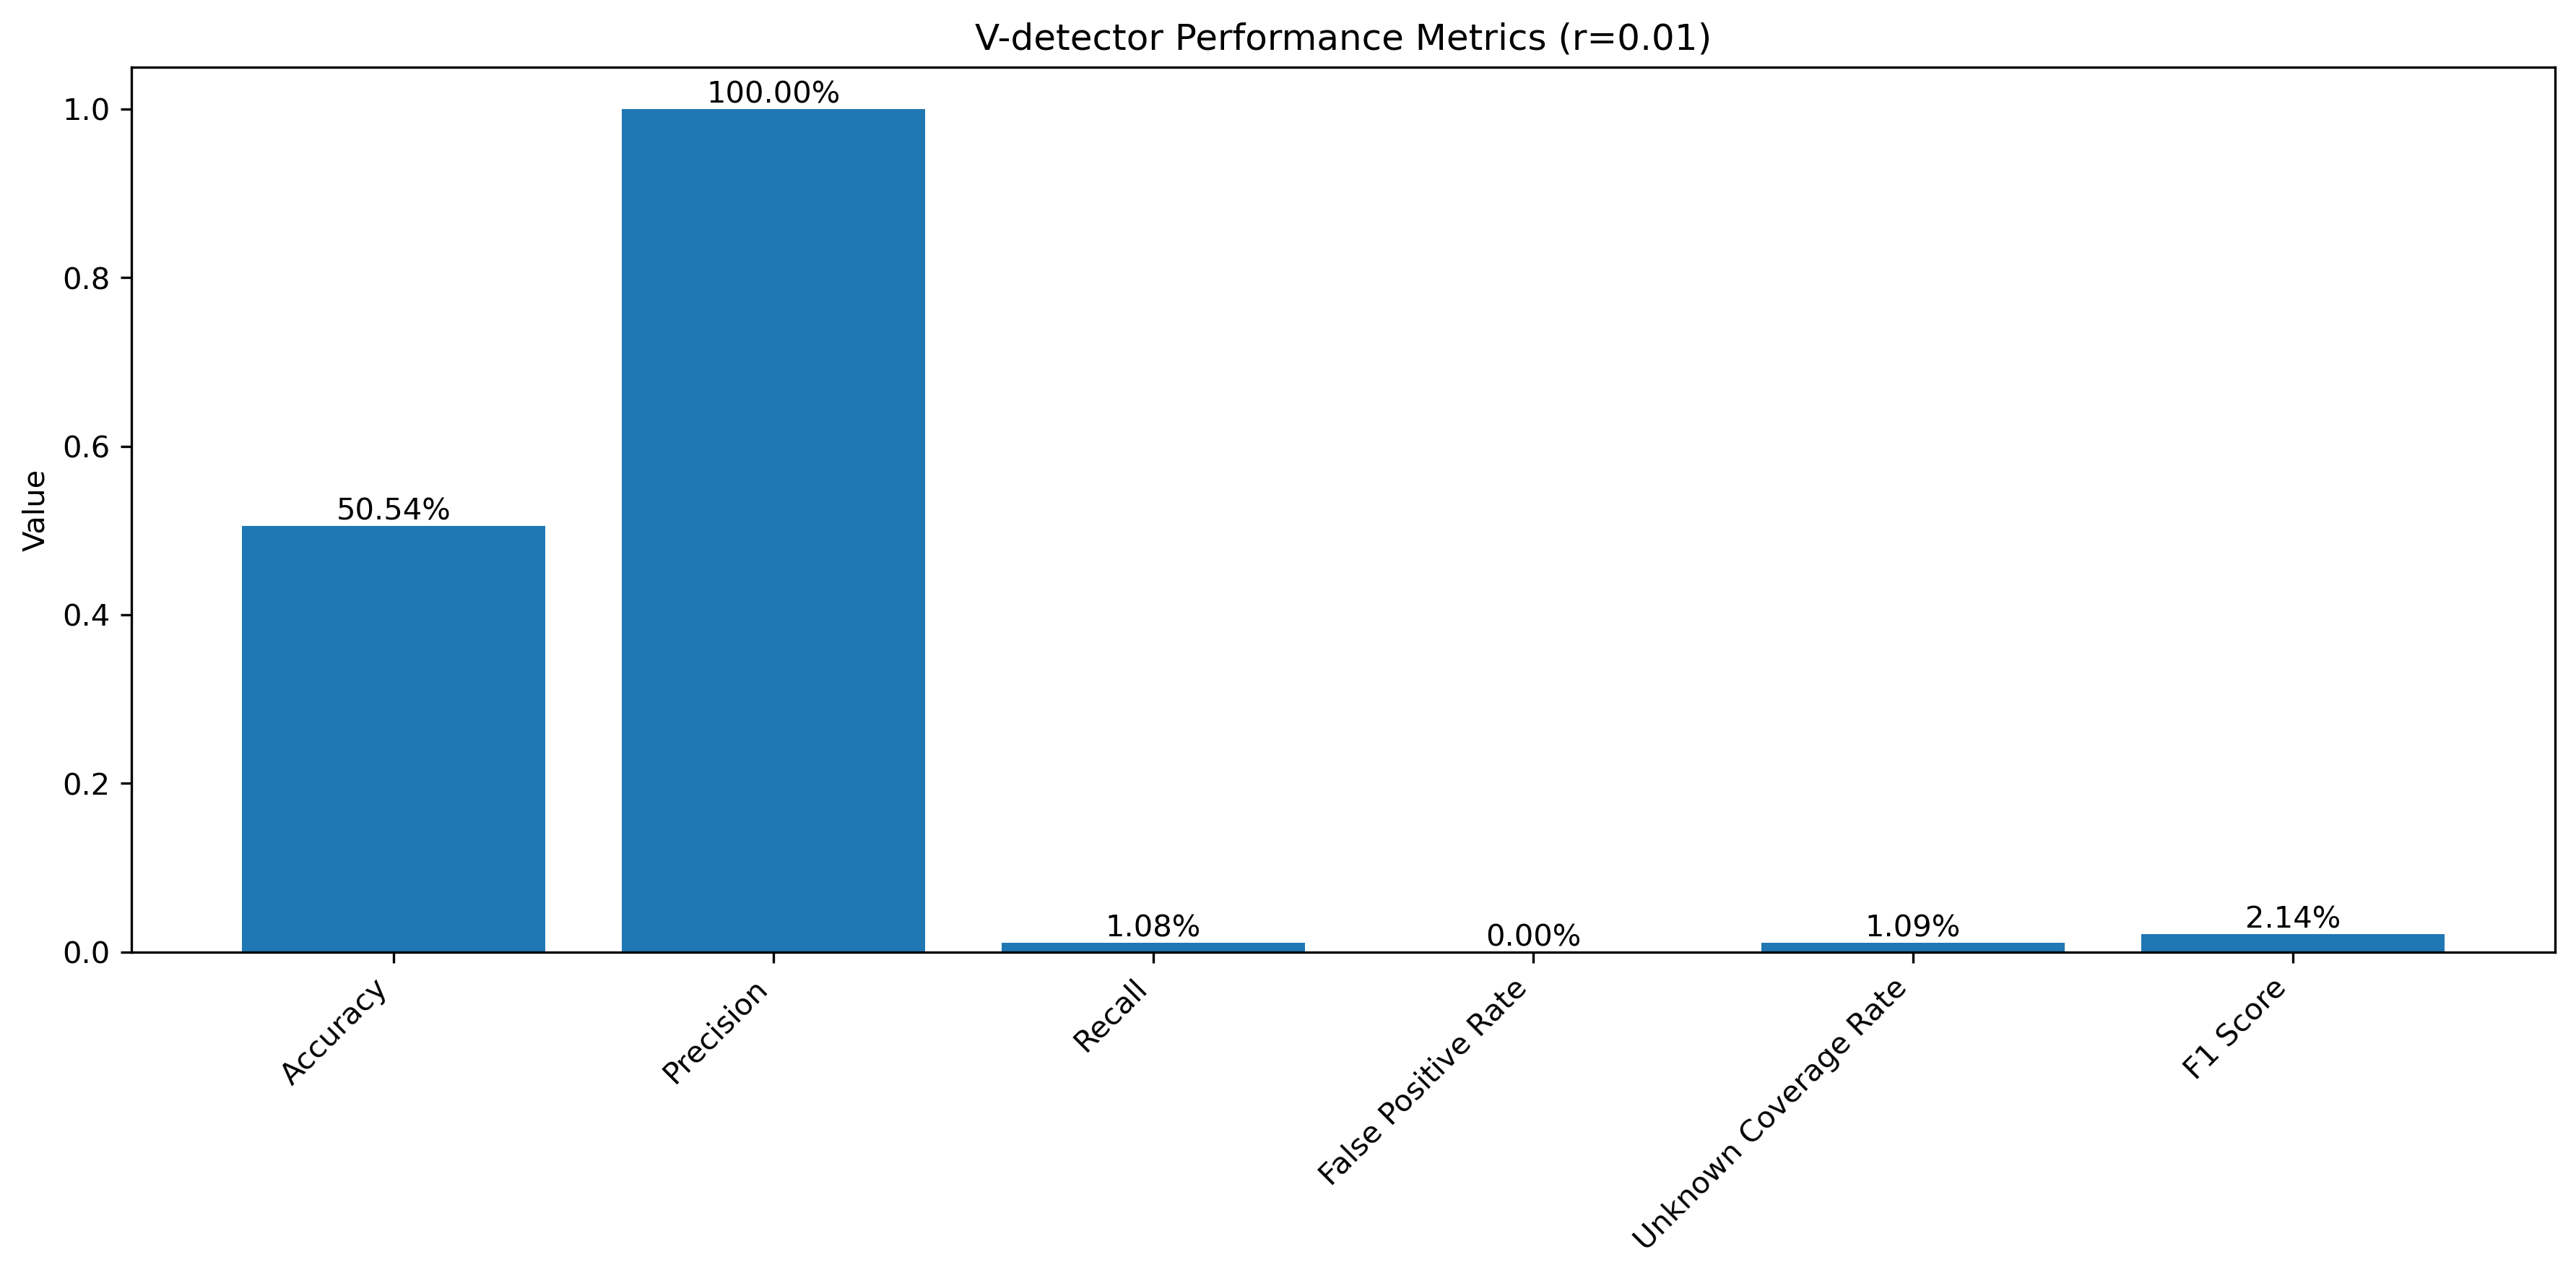 V-detector Performance Metrics (r=0.01)
Value
1.0
0.8
0.6
0.4
0.2
0.0
50.54%
100.00%
1.08%
0.00%
1.09%
2.14%
Accuracy
Precision
Recall
False Positive Rate
Unknown Coverage Rate
F1 Score